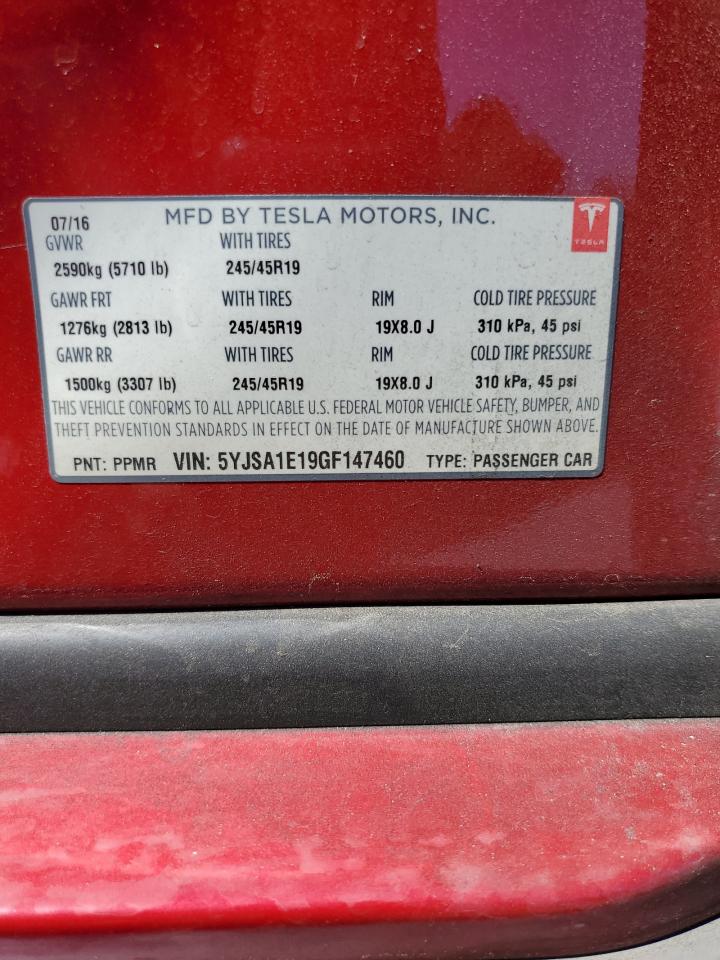 07/16 MFD BY TESLA MOTORS, INC.
TESLA
GVWR WITH TIRES
2590kg (5710 lb) 245/45R19
GAWR FRT WITH TIRES RIM COLD TIRE PRESSURE
1276kg (2813 lb) 245/45R19 19X8.0 J 310 kPa, 45 psi
GAWR RR WITH TIRES RIM COLD TIRE PRESSURE
1500kg (3307 lb) 245/45R19 19X8.0 J 310 kPa, 45 psi
THIS VEHICLE CONFORMS TO ALL APPLICABLE U.S. FEDERAL MOTOR VEHICLE SAFETY, BUMPER, AND
THEFT PREVENTION STANDARDS IN EFFECT ON THE DATE OF MANUFACTURE SHOWN ABOVE.
PNT: PPMR VIN: 5YJSA1E19GF147460 TYPE: PASSENGER CAR